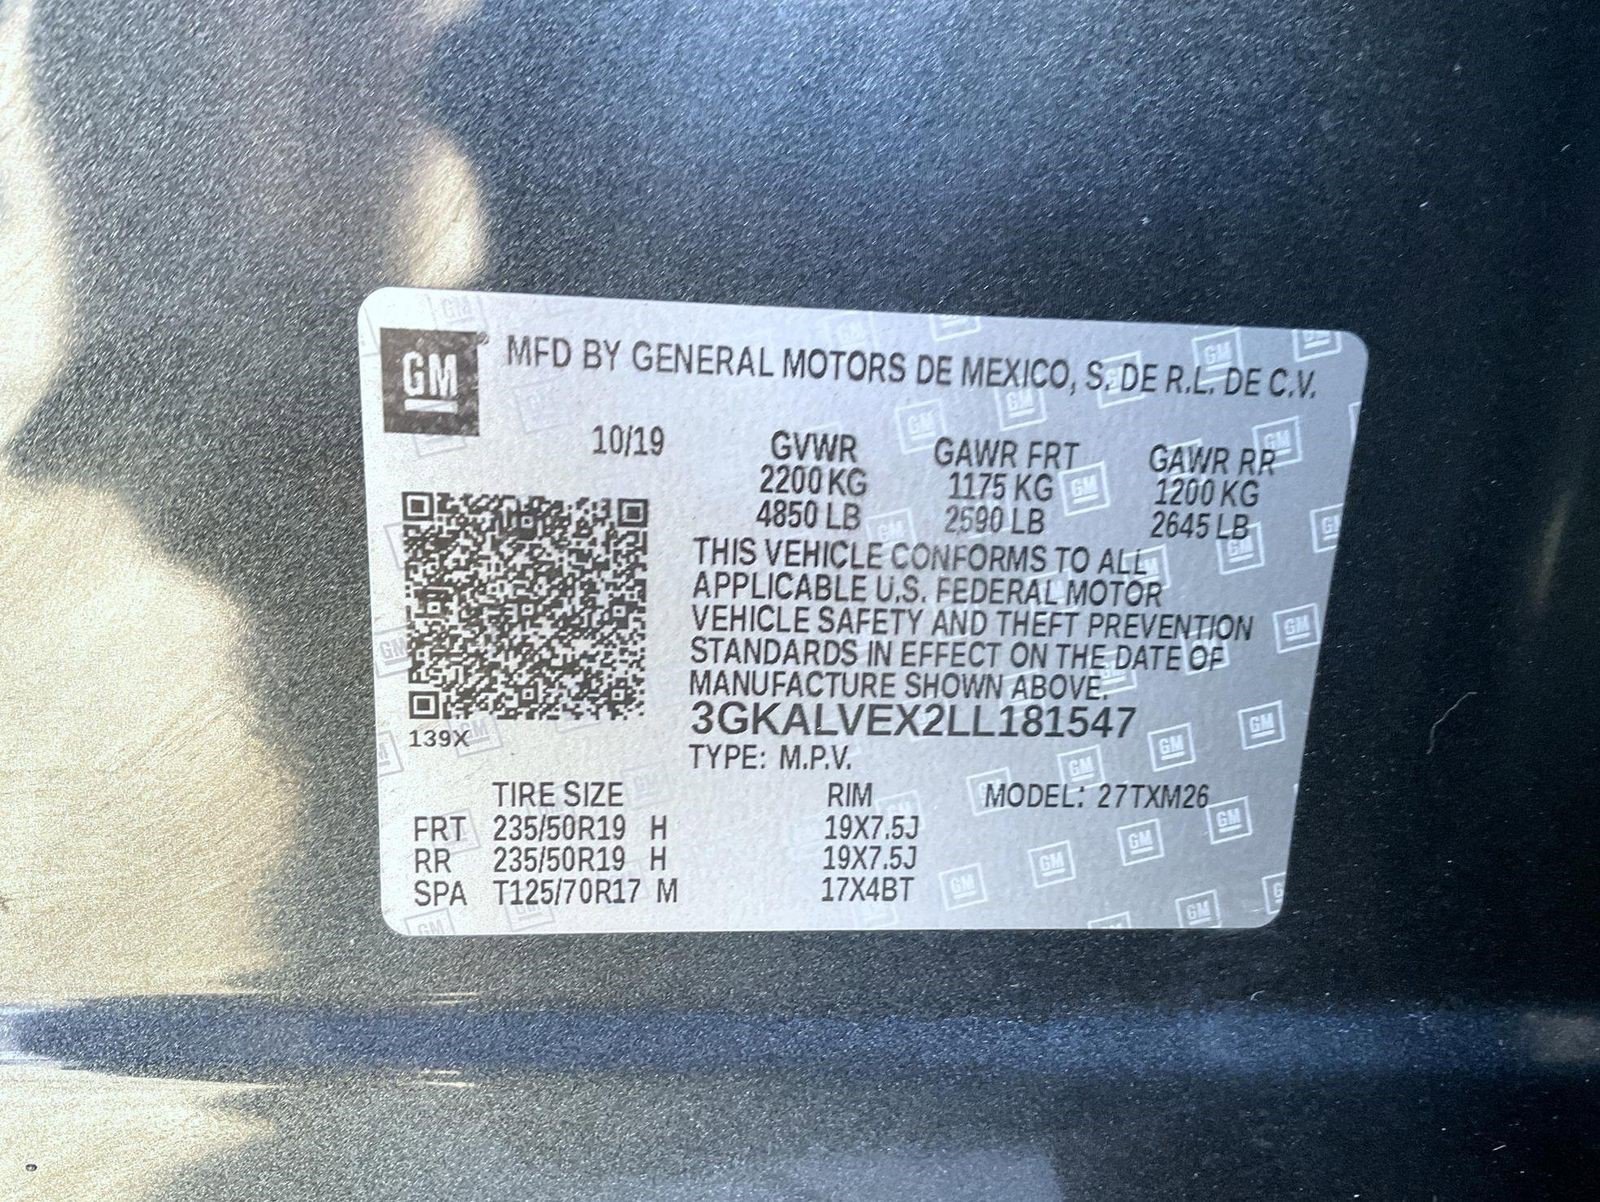 GM MFD BY GENERAL MOTORS DE MEXICO, S. DE R.L. DE C.V.
10/19 GVWR GAWR FRT GAWR RR
2200 KG 1175 KG 1200 KG
4850 LB 2590 LB 2645 LB
THIS VEHICLE CONFORMS TO ALL
APPLICABLE U.S. FEDERAL MOTOR
VEHICLE SAFETY AND THEFT PREVENTION
STANDARDS IN EFFECT ON THE DATE OF
MANUFACTURE SHOWN ABOVE.
3GKALVEX2LL181547
139X
TYPE: M.P.V.
TIRE SIZE RIM MODEL: 27TXM26
FRT 235/50R19 H 19X7.5J
RR 235/50R19 H 19X7.5J
SPA T125/70R17 M 17X4BT